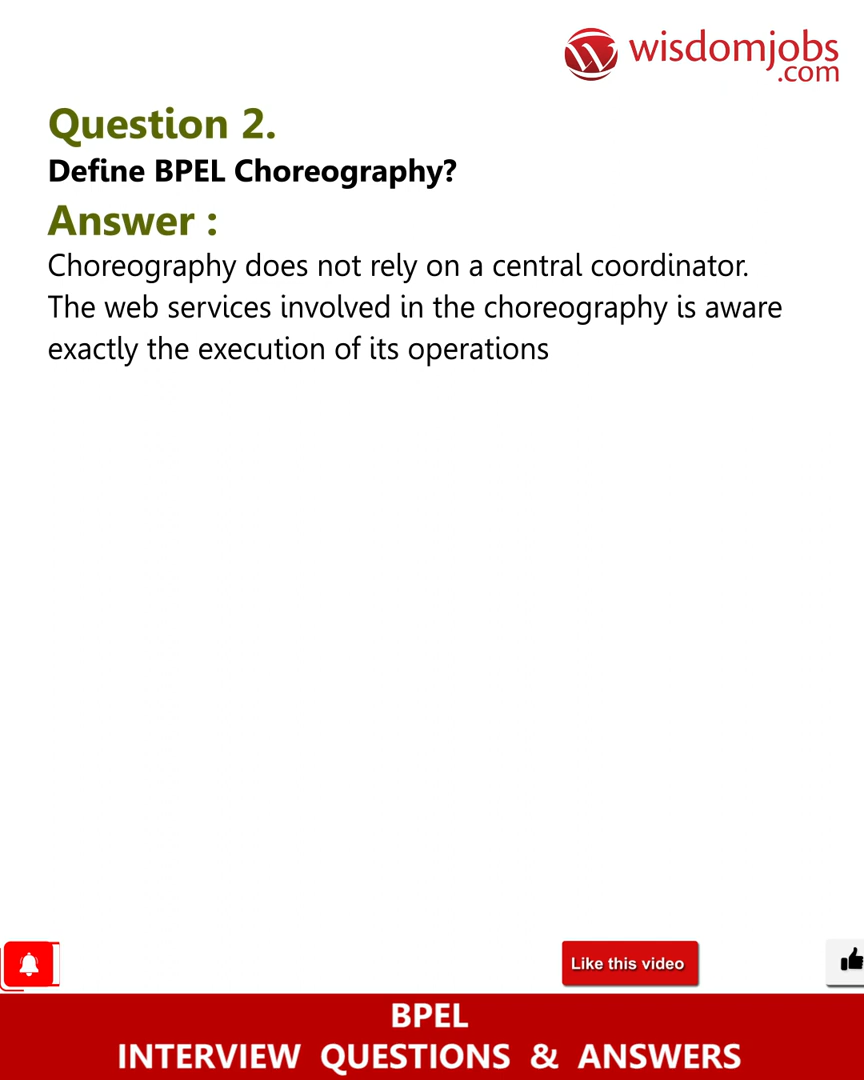 wisdomjobs
.com
Question 2.
Define BPEL Choreography?
Answer :
Choreography does not rely on a central coordinator.
The web services involved in the choreography is aware
exactly the execution of its operations
Like this video
BPEL
INTERVIEW QUESTIONS & ANSWERS